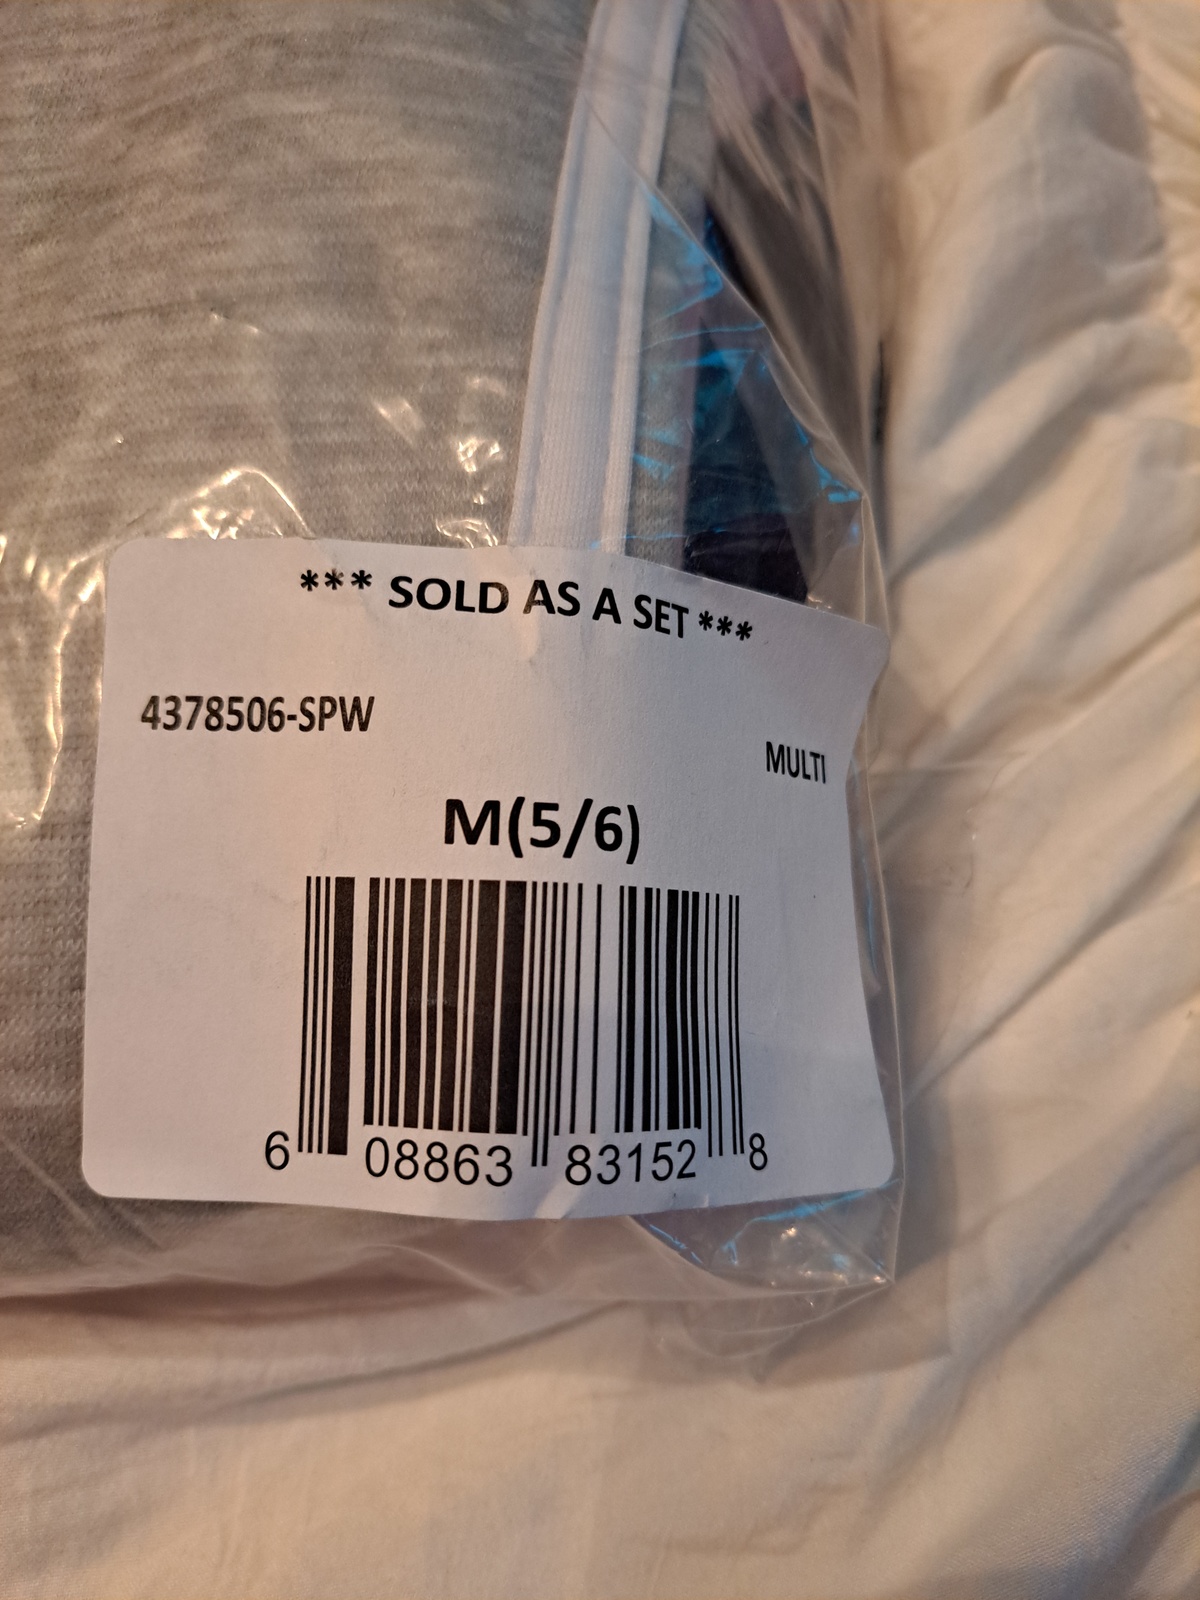 *** SOLD AS A SET ***
4378506-SPW
MULTI
M(5/6)
6 08863 83152 8